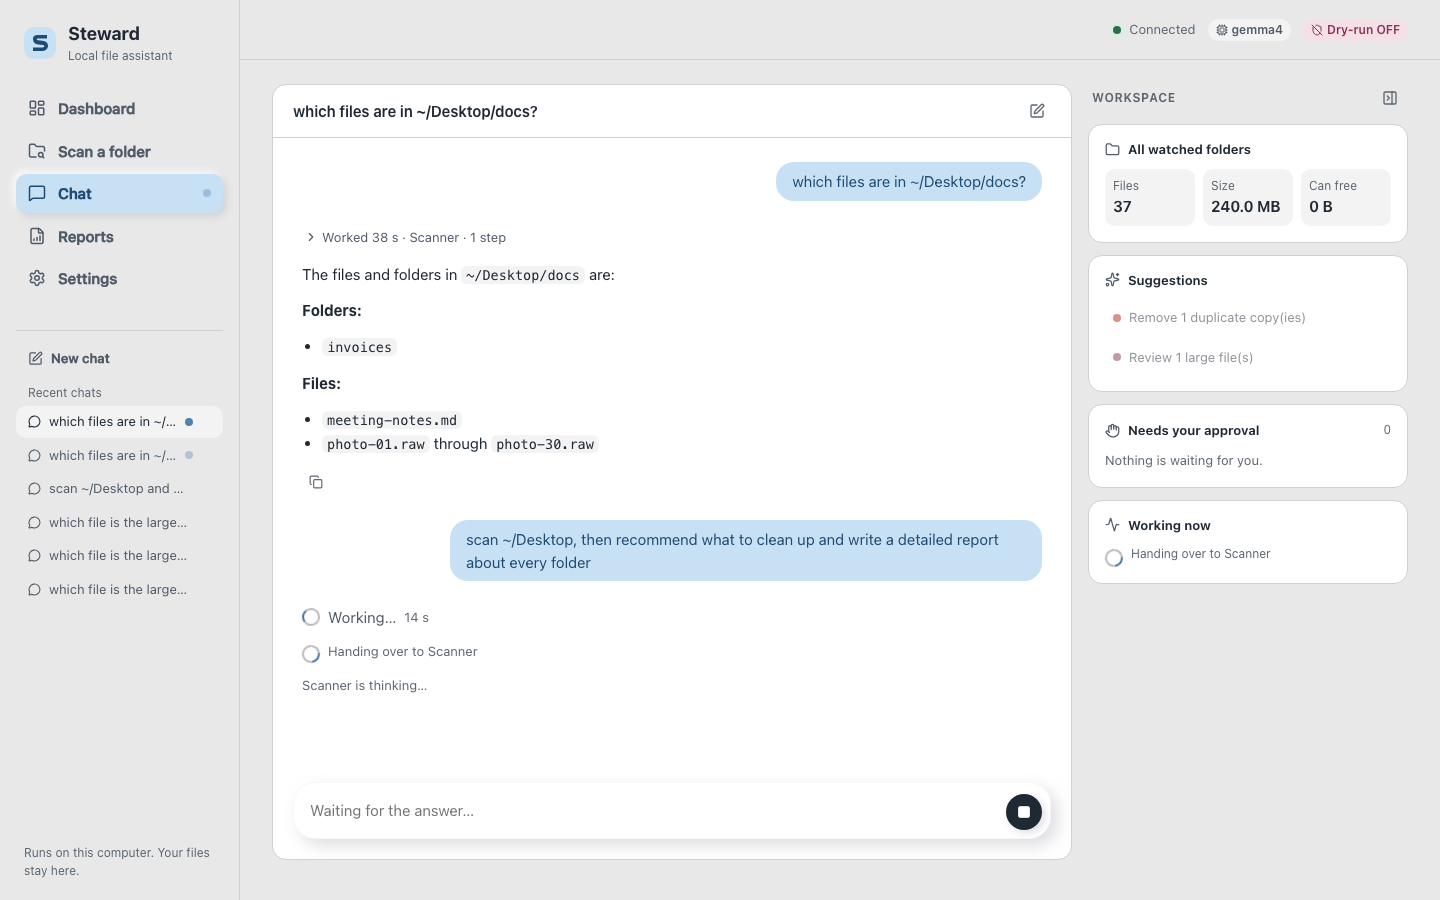 Steward
Local file assistant
Dashboard
Scan a folder
Chat
Reports
Settings
New chat
Recent chats
which files are in ~/...
which files are in ~/...
scan ~/Desktop and ...
which file is the large...
which file is the large...
which file is the large...
Runs on this computer. Your files
stay here.
Connected
gemma4
Dry-run OFF
which files are in ~/Desktop/docs?
which files are in ~/Desktop/docs?
Worked 38 s · Scanner · 1 step
The files and folders in ~/Desktop/docs are:
Folders:
• invoices
Files:
• meeting-notes.md
• photo-01.raw through photo-30.raw
scan ~/Desktop, then recommend what to clean up and write a detailed report
about every folder
Working... 14 s
Handing over to Scanner
Scanner is thinking...
Waiting for the answer...
WORKSPACE
All watched folders
Files
37
Size
240.0 MB
Can free
0 B
Suggestions
Remove 1 duplicate copy(ies)
Review 1 large file(s)
Needs your approval 0
Nothing is waiting for you.
Working now
Handing over to Scanner